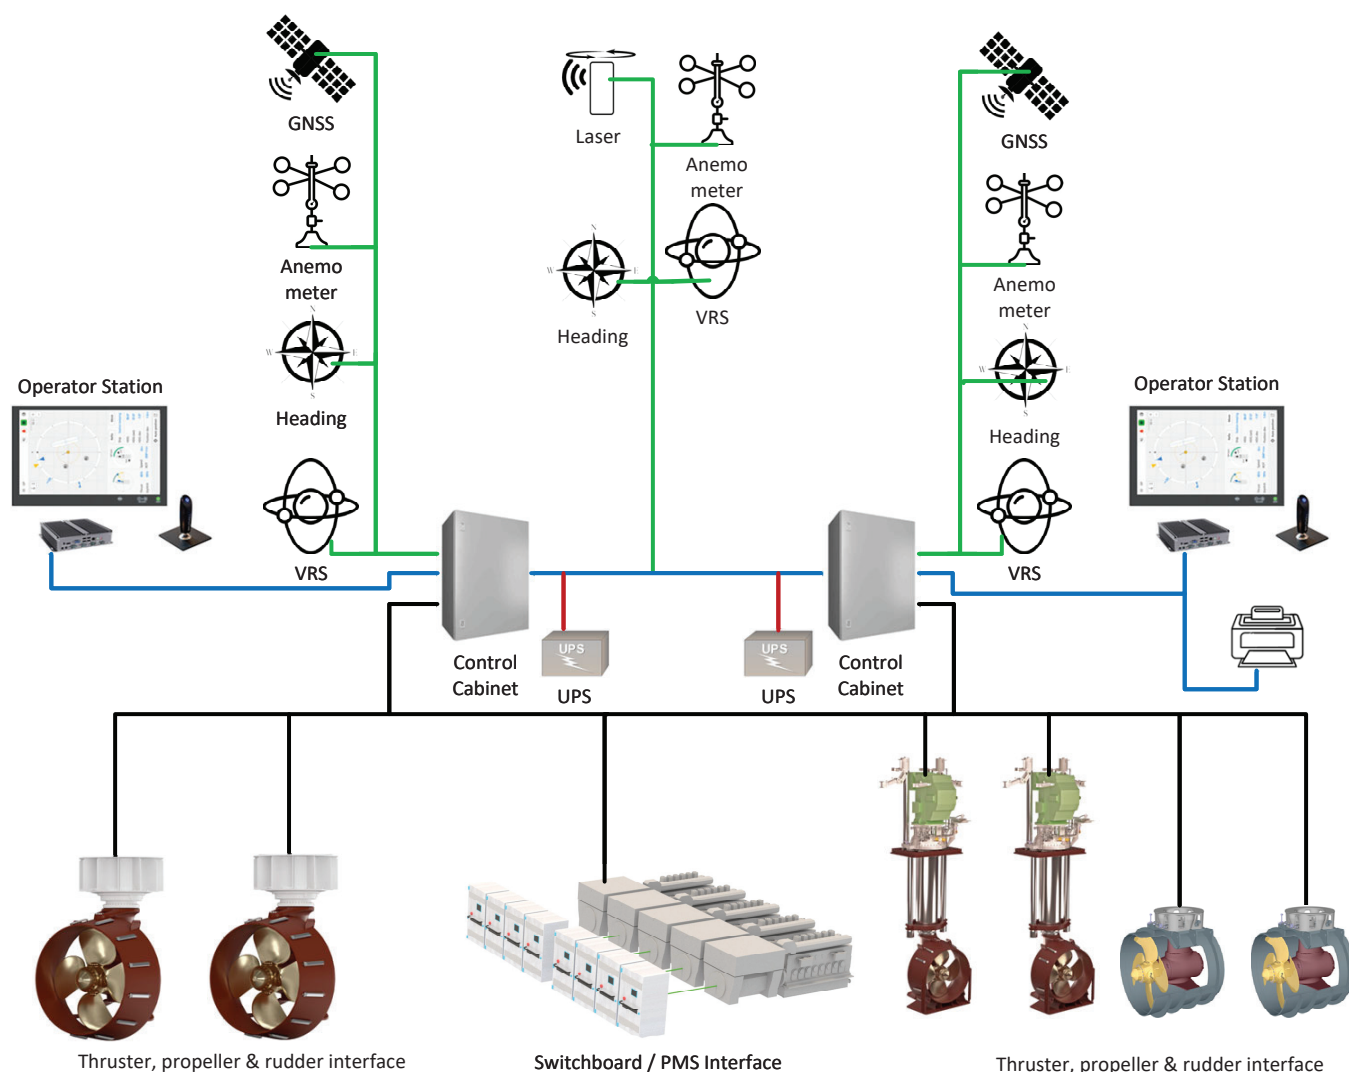 GNSS
Laser
GNSS
Anemo
meter
Anemo
meter
Anemo
meter
N
W
E
S
Heading
N
W
E
S
Heading
VRS
N
W
E
S
Heading
Operator Station
Operator Station
VRS
VRS
Control
Cabinet
UPS
UPS
UPS
UPS
Control
Cabinet
Thruster, propeller & rudder interface
Switchboard / PMS Interface
Thruster, propeller & rudder interface